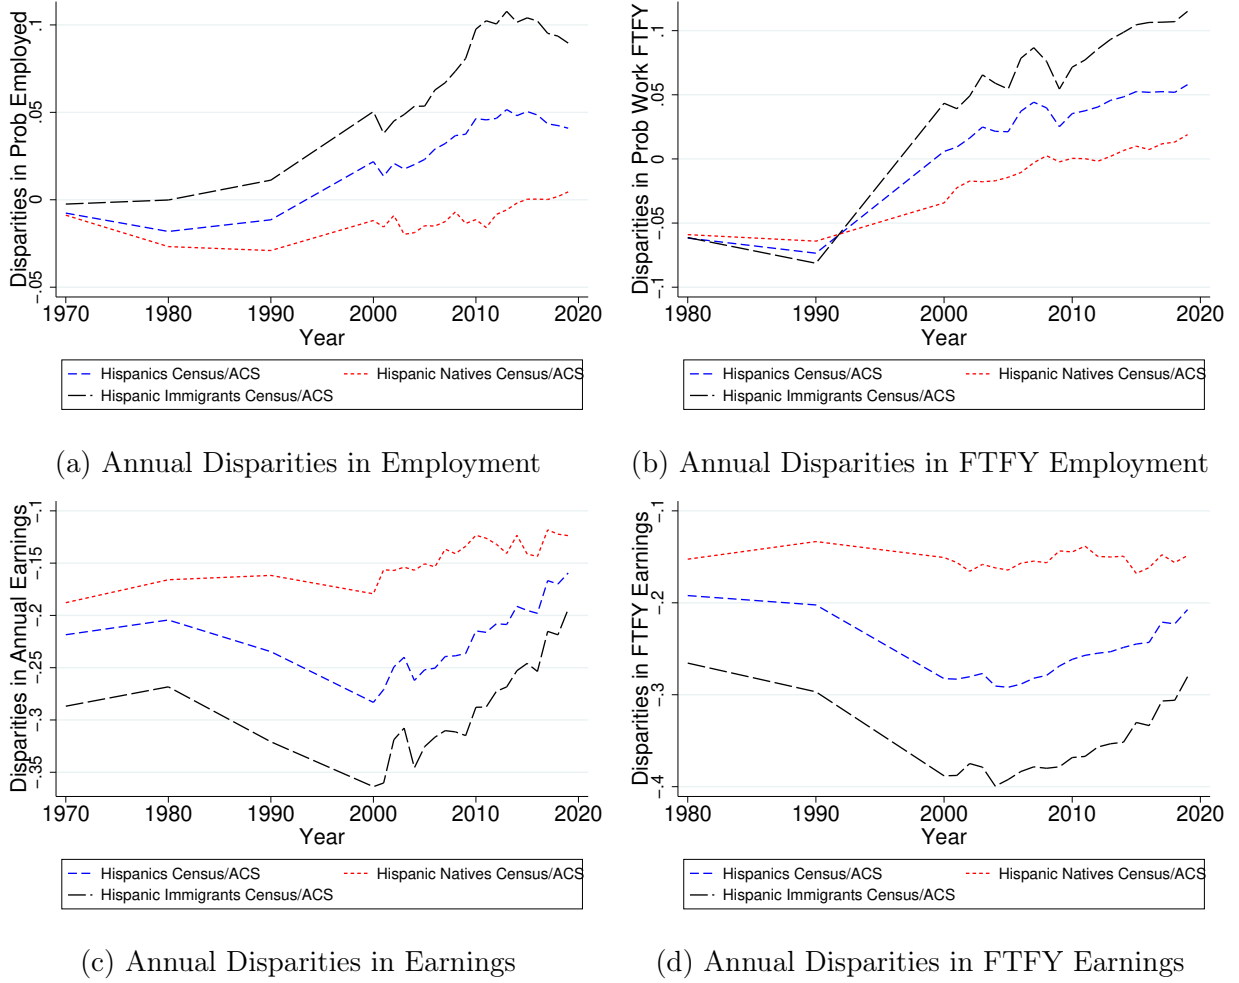 Disparities in Prob Employed
.1
.05
0
-.05
1970 1980 1990 2000 2010 2020
Year
Hispanics Census/ACS
Hispanic Natives Census/ACS
Hispanic Immigrants Census/ACS
(a) Annual Disparities in Employment
Disparities in Prob Work FTFY
.1
.05
0
-.05
-.1
1980 1990 2000 2010 2020
Year
Hispanics Census/ACS
Hispanic Natives Census/ACS
Hispanic Immigrants Census/ACS
(b) Annual Disparities in FTFY Employment
Disparities in Annual Earnings
-.1
-.15
-.2
-.25
-.3
-.35
1970 1980 1990 2000 2010 2020
Year
Hispanics Census/ACS
Hispanic Natives Census/ACS
Hispanic Immigrants Census/ACS
(c) Annual Disparities in Earnings
Disparities in FTFY Earnings
-.1
-.2
-.3
-.4
1980 1990 2000 2010 2020
Year
Hispanics Census/ACS
Hispanic Natives Census/ACS
Hispanic Immigrants Census/ACS
(d) Annual Disparities in FTFY Earnings